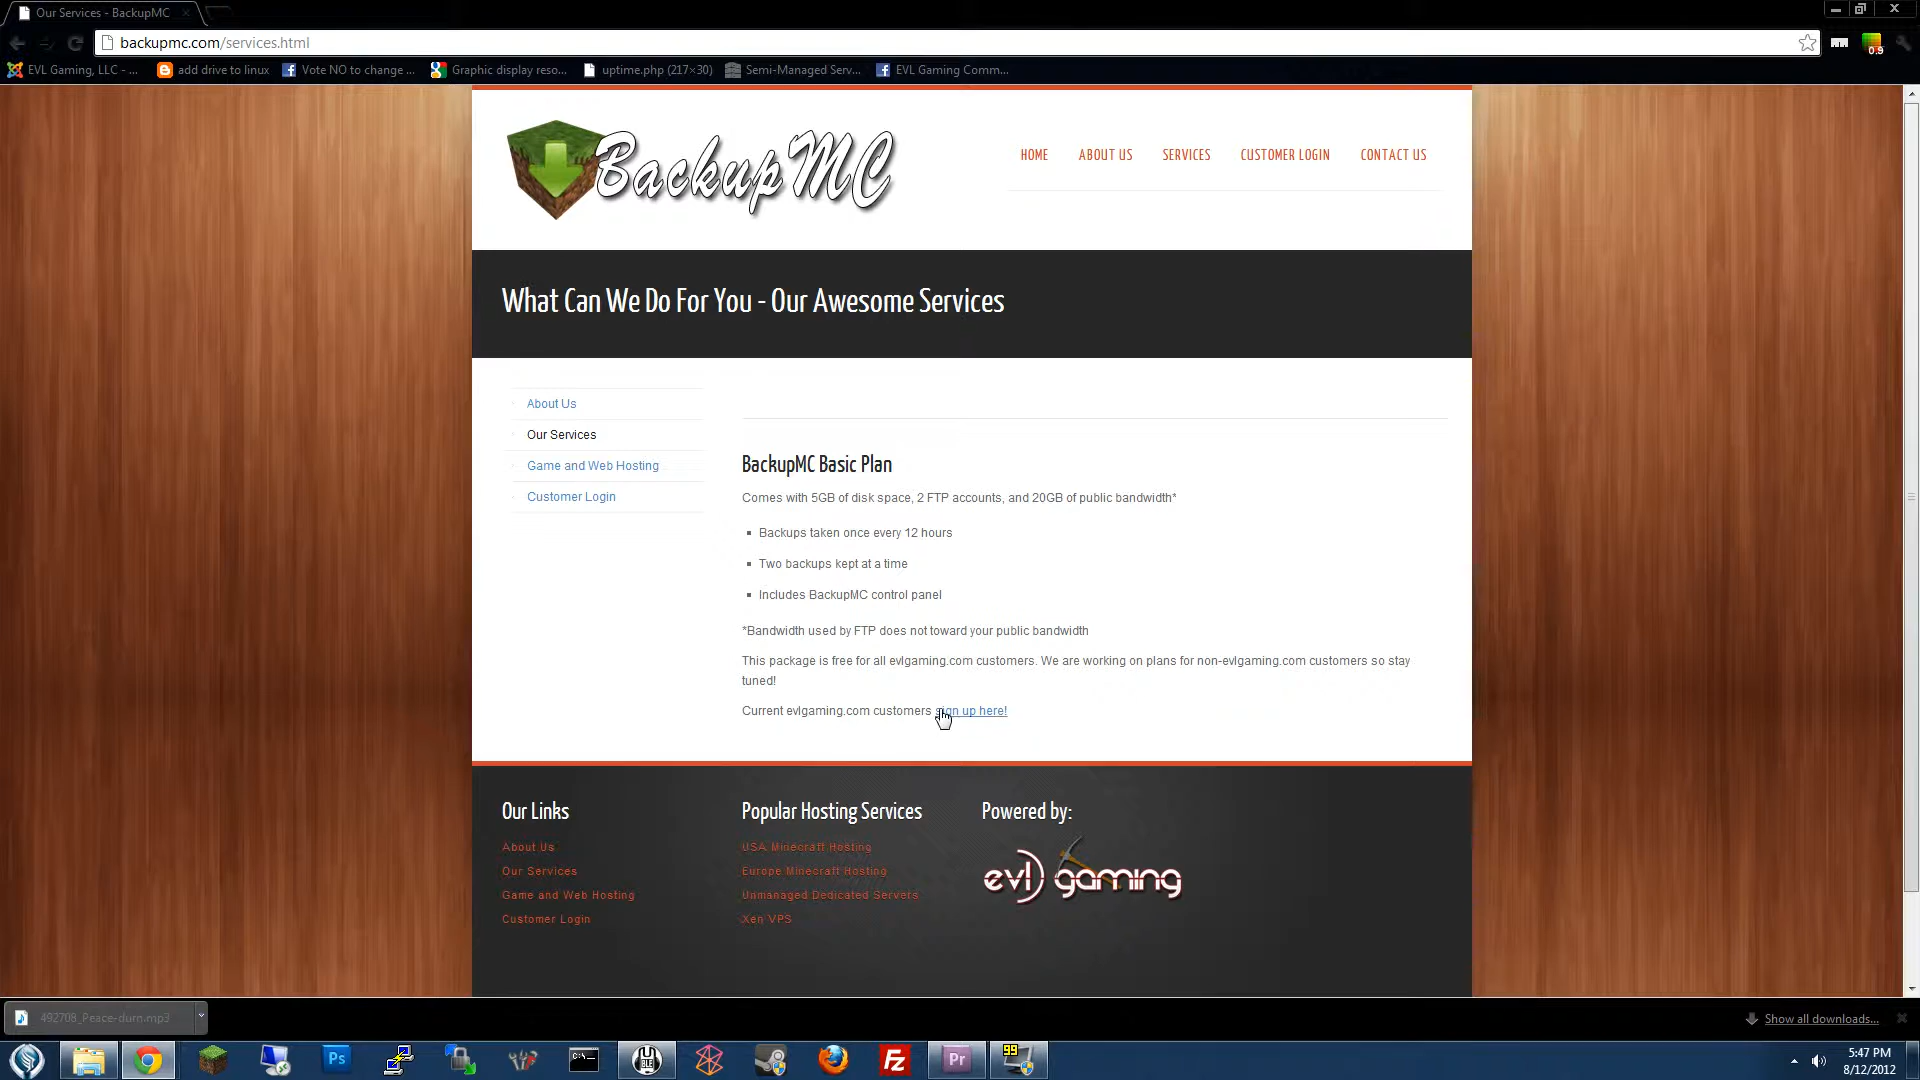 Our Services - BackupMC
backupmc.com/services.html
0.9
EVL Gaming, LLC - ...
add drive to linux
Vote NO to change ...
Graphic display reso...
uptime.php (217×30)
Semi-Managed Serv...
EVL Gaming Comm...
BackupMC
HOME
ABOUT US
SERVICES
CUSTOMER LOGIN
CONTACT US
What Can We Do For You - Our Awesome Services
About Us
Our Services
Game and Web Hosting
Customer Login
BackupMC Basic Plan
Comes with 5GB of disk space, 2 FTP accounts, and 20GB of public bandwidth*
Backups taken once every 12 hours
Two backups kept at a time
Includes BackupMC control panel
*Bandwidth used by FTP does not toward your public bandwidth
This package is free for all evlgaming.com customers. We are working on plans for non-evlgaming.com customers so stay
tuned!
Current evlgaming.com customers sign up here!
Our Links
About Us
Our Services
Game and Web Hosting
Customer Login
Popular Hosting Services
USA Minecraft Hosting
Europe Minecraft Hosting
Unmanaged Dedicated Servers
Xen VPS
Powered by:
evl gaming
492708_Peace-durn.mp3
Show all downloads...
Ps
C:\_
BLE
Fz
Pr
99
5:47 PM
8/12/2012